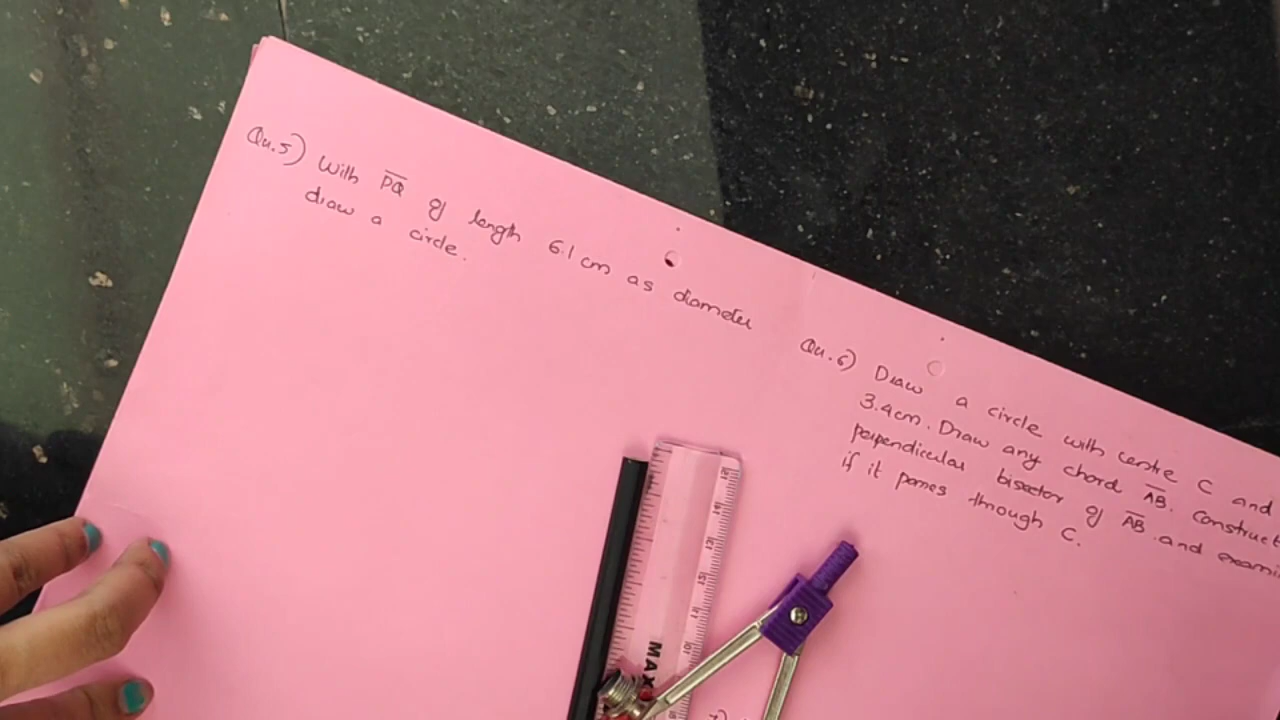 Qu.5) With PQ of length 6.1 cm as diameter
draw a circle.
Qu.6) Draw a circle with centre C and
3.4cm. Draw any chord AB. Construct
perpendicular bisector of AB and
if it passes through C.
MAX